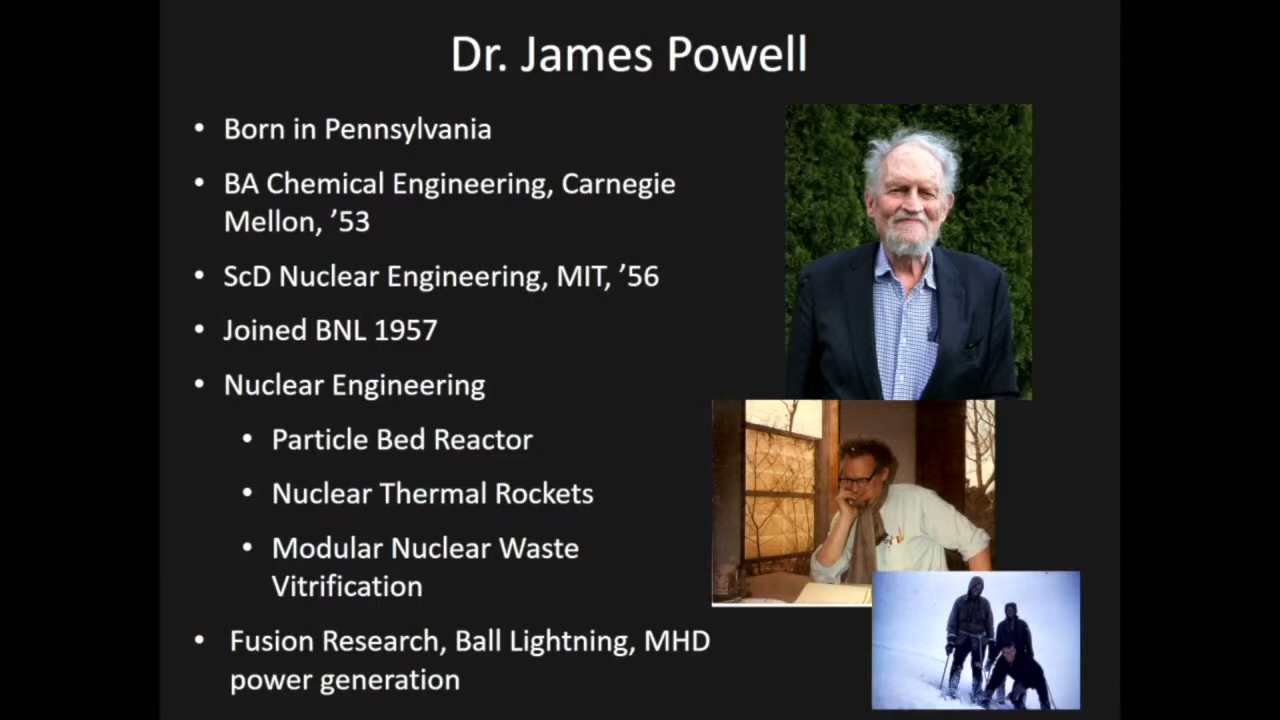 Dr. James Powell
• Born in Pennsylvania
• BA Chemical Engineering, Carnegie
Mellon, ’53
• ScD Nuclear Engineering, MIT, ’56
• Joined BNL 1957
• Nuclear Engineering
• Particle Bed Reactor
• Nuclear Thermal Rockets
• Modular Nuclear Waste
Vitrification
• Fusion Research, Ball Lightning, MHD
power generation